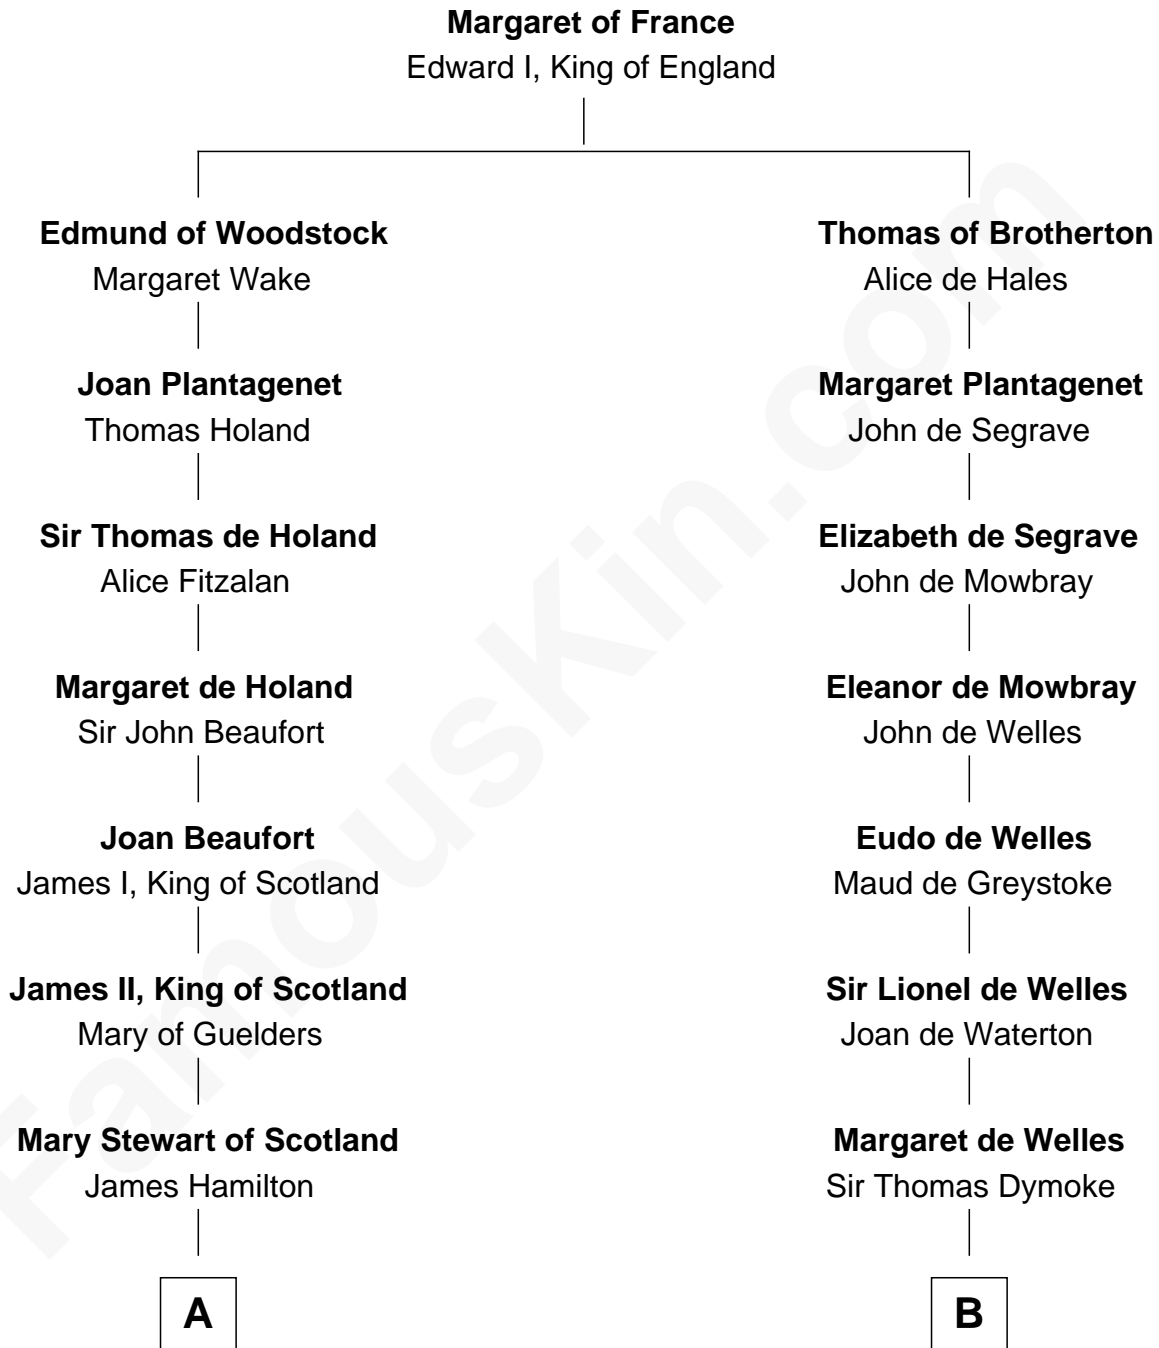 Margaret of France
Edward I, King of England
Edmund of Woodstock
Margaret Wake
Joan Plantagenet
Thomas Holand
Sir Thomas de Holand
Alice Fitzalan
Margaret de Holand
Sir John Beaufort
Joan Beaufort
James I, King of Scotland
James II, King of Scotland
Mary of Guelders
Mary Stewart of Scotland
James Hamilton
A
Thomas of Brotherton
Alice de Hales
Margaret Plantagenet
John de Segrave
Elizabeth de Segrave
John de Mowbray
Eleanor de Mowbray
John de Welles
Eudo de Welles
Maud de Greystoke
Sir Lionel de Welles
Joan de Waterton
Margaret de Welles
Sir Thomas Dymoke
B
FamousKin.com